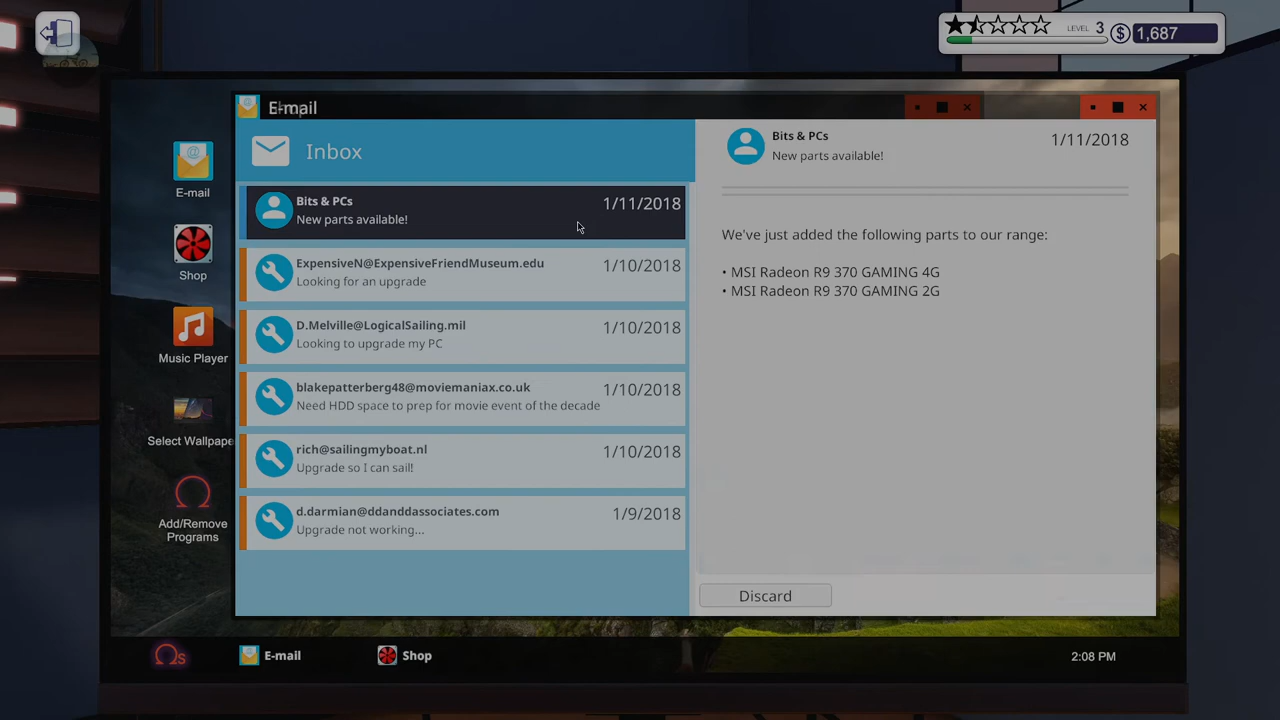 LEVEL 3 $ 1,687
E-mail
Inbox
Bits & PCs
New parts available!
1/11/2018
ExpensiveN@ExpensiveFriendMuseum.edu
Looking for an upgrade
1/10/2018
D.Melville@LogicalSailing.mil
Looking to upgrade my PC
1/10/2018
blakepatterberg48@moviemaniax.co.uk
Need HDD space to prep for movie event of the decade
1/10/2018
rich@sailingmyboat.nl
Upgrade so I can sail!
1/10/2018
d.darmian@ddanddassociates.com
Upgrade not working...
1/9/2018
Bits & PCs
New parts available!
1/11/2018
We've just added the following parts to our range:
• MSI Radeon R9 370 GAMING 4G
• MSI Radeon R9 370 GAMING 2G
Discard
E-mail
Shop
Music Player
Select Wallpape
Add/Remove
Programs
Ωs
E-mail
Shop
2:08 PM